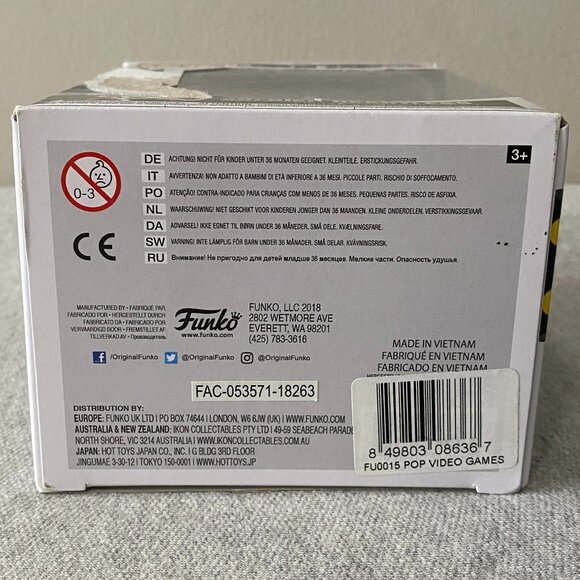 0-3
DE ACHTUNG! NICHT FÜR KINDER UNTER 36 MONATEN GEEIGNET. KLEINTEILE. ERSTICKUNGSGEFAHR.
3+
IT AVVERTENZA! NON ADATTO A BAMBINI DI ETÀ INFERIORE A 36 MESI. PICCOLE PARTI. RISCHIO DI SOFFOCAMENTO.
PO ATENÇÃO! CONTRA-INDICADO PARA CRIANÇAS COM MENOS DE 36 MESES. PEQUENAS PARTES. RISCO DE ASFIXIA.
NL WAARSCHUWING! NIET GESCHIKT VOOR KINDEREN JONGER DAN 36 MAANDEN. KLEINE ONDERDELEN. VERSTIKKINGSGEVAAR.
DA ADVARSEL! IKKE EGNET TIL BØRN UNDER 36 MÅNEDER. SMÅ DELE. KVÆLNINGSFARE.
SW VARNING! INTE LÄMPLIG FÖR BARN UNDER 36 MÅNADER. SMÅ DELAR. KVÄVNINGSRISK.
RU Внимание! Не пригодно для детей младше 36 месяцев. Мелкие части. Опасность удушья.
CE
MANUFACTURED BY • FABRIQUÉ PAR
FABRICADO POR • HERGESTELLT DURCH:
FABBRICATO DA • FABRICADO POR:
VERVAARDIGD DOOR • FREMSTILLET AF
TILLVERKAD AV • Производитель
Funko
www.funko.com
FUNKO, LLC 2018
2802 WETMORE AVE
EVERETT, WA 98201
(425) 783-3616
/OriginalFunko @OriginalFunko @OriginalFunko
MADE IN VIETNAM
FABRIQUÉ EN VIETNAM
FABRICADO EN VIETNAM
FAC-053571-18263
DISTRIBUTION BY:
EUROPE: FUNKO UK LTD I PO BOX 74644 I LONDON, W6 6JW (UK) I WWW.FUNKO.COM
AUSTRALIA & NEW ZEALAND: IKON COLLECTABLES PTY LTD I 49-59 SEABEACH PARADE
NORTH SHORE, VIC 3214 AUSTRALIA I WWW.IKONCOLLECTABLES.COM.AU
JAPAN: HOT TOYS JAPAN CO., INC. I G BLDG 3RD FLOOR
JINGUMAE 3-30-12 I TOKYO 150-0001 I WWW.HOTTOYS.JP
8 49803 08636 7
FU0015 POP VIDEO GAMES